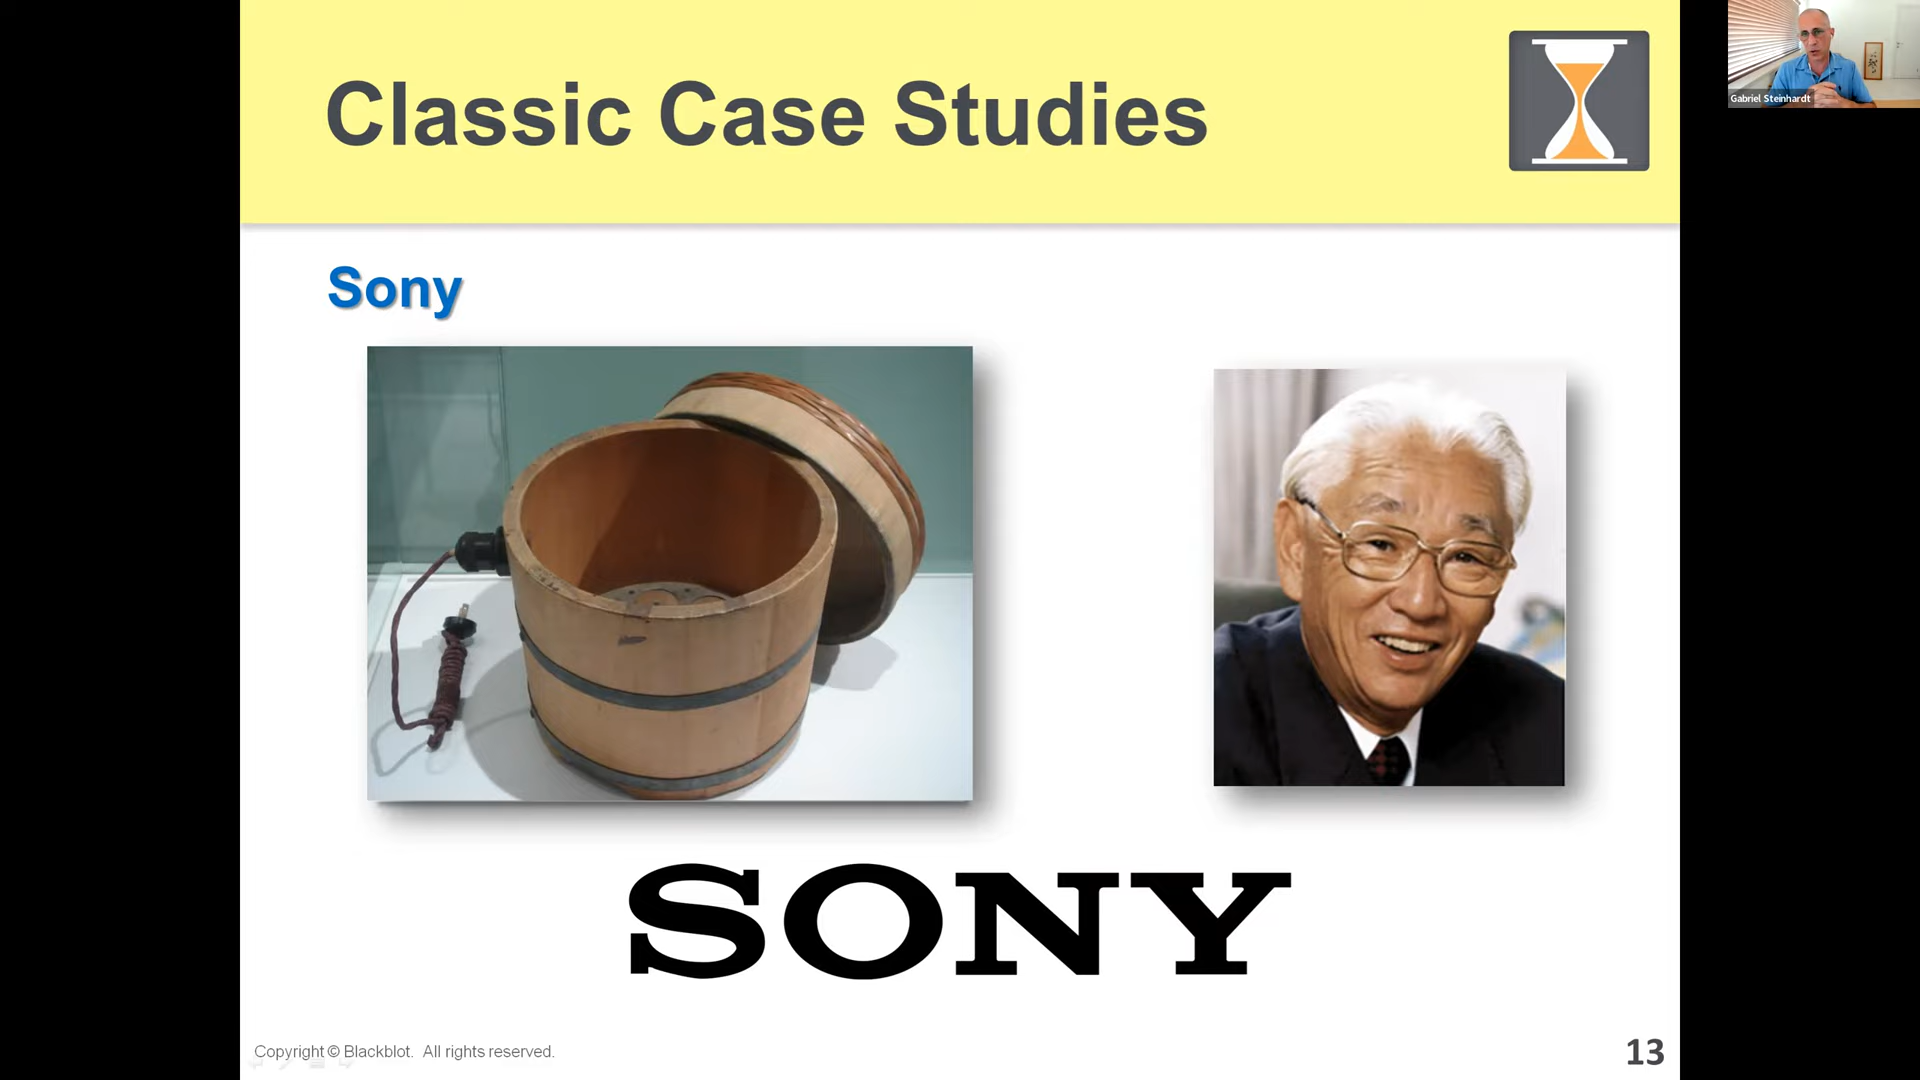 Classic Case Studies
Gabriel Steinhardt
Sony
SONY
Copyright © Blackblot. All rights reserved.
13